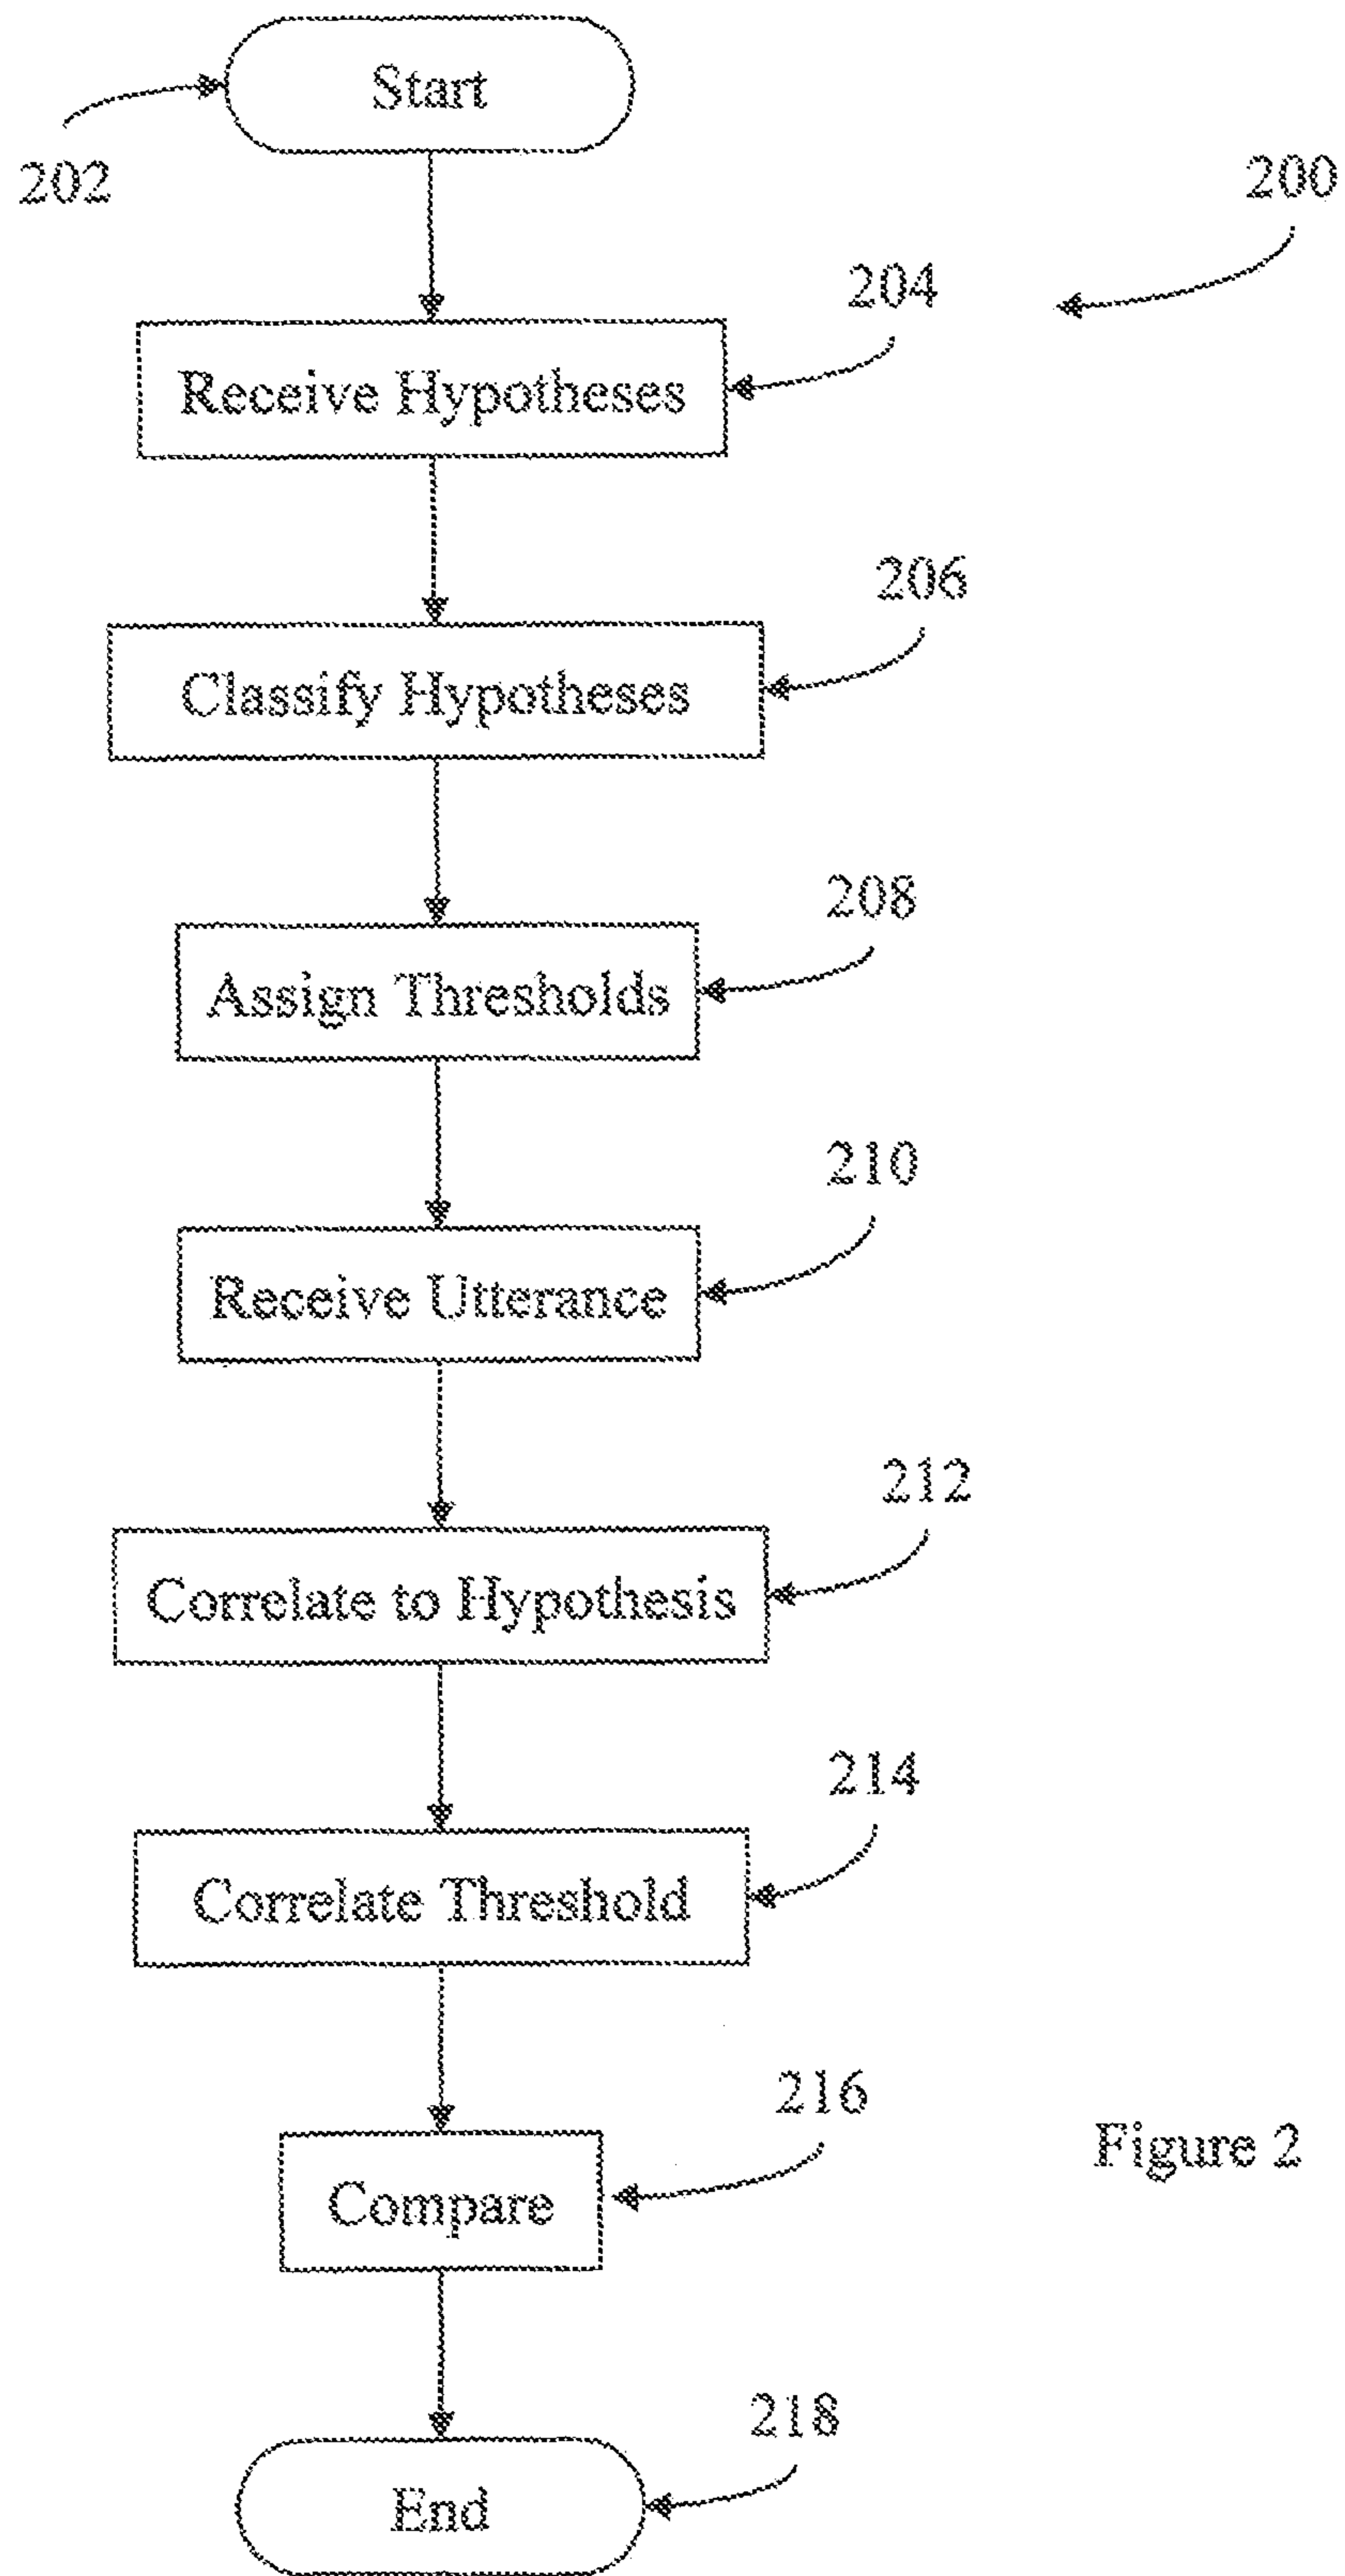 Start
202
200
204
Receive Hypotheses
206
Classify Hypotheses
208
Assign Thresholds
210
Receive Utterance
212
Correlate to Hypothesis
214
Correlate Threshold
216
Figure 2
Compare
218
End